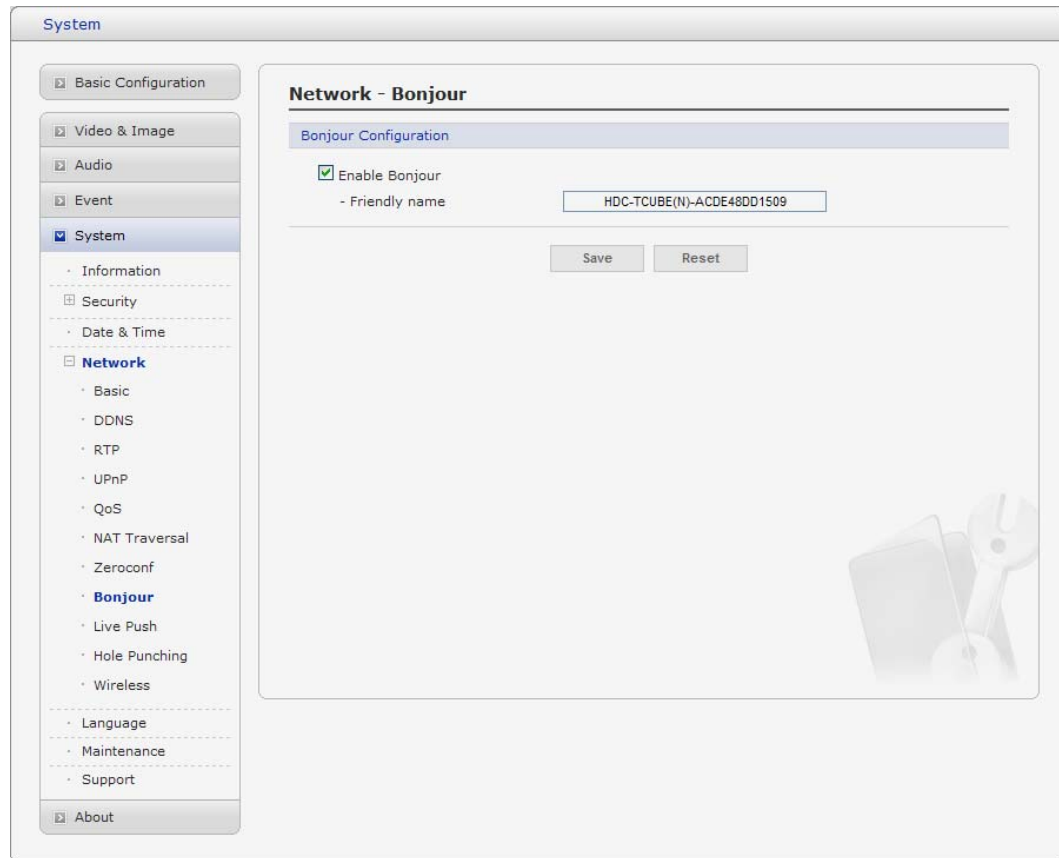 System
Basic Configuration
Video & Image
Audio
Event
System
Information
Security
Date & Time
Network
Basic
DDNS
RTP
UPnP
QoS
NAT Traversal
Zeroconf
Bonjour
Live Push
Hole Punching
Wireless
Language
Maintenance
Support
About
Network - Bonjour
Bonjour Configuration
Enable Bonjour
- Friendly name HDC-TCUBE(N)-ACDE48DD1509
Save Reset